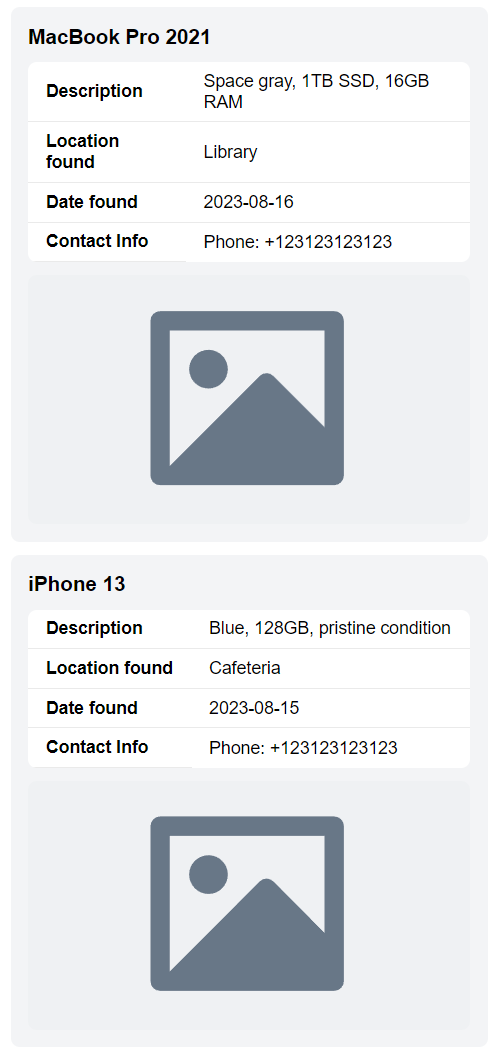 MacBook Pro 2021
Description
Space gray, 1TB SSD, 16GB
RAM
Location
found
Library
Date found
2023-08-16
Contact Info
Phone: +123123123123
iPhone 13
Description
Blue, 128GB, pristine condition
Location found
Cafeteria
Date found
2023-08-15
Contact Info
Phone: +123123123123